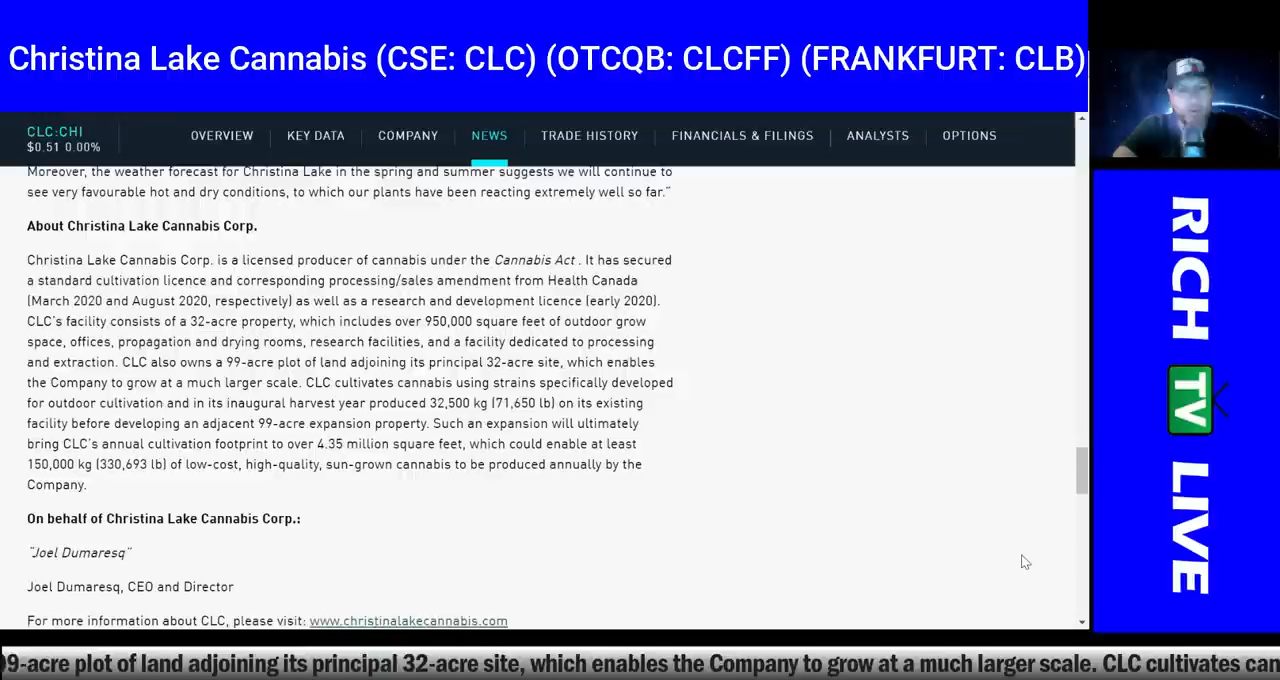 Christina Lake Cannabis (CSE: CLC) (OTCQB: CLCFF) (FRANKFURT: CLB)
CLC:CHI
$0.51 0.00%
OVERVIEW
KEY DATA
COMPANY
NEWS
TRADE HISTORY
FINANCIALS & FILINGS
ANALYSTS
OPTIONS
Moreover, the weather forecast for Christina Lake in the spring and summer suggests we will continue to
see very favourable hot and dry conditions, to which our plants have been reacting extremely well so far.”
About Christina Lake Cannabis Corp.
Christina Lake Cannabis Corp. is a licensed producer of cannabis under the Cannabis Act . It has secured
a standard cultivation licence and corresponding processing/sales amendment from Health Canada
(March 2020 and August 2020, respectively) as well as a research and development licence (early 2020).
CLC’s facility consists of a 32-acre property, which includes over 950,000 square feet of outdoor grow
space, offices, propagation and drying rooms, research facilities, and a facility dedicated to processing
and extraction. CLC also owns a 99-acre plot of land adjoining its principal 32-acre site, which enables
the Company to grow at a much larger scale. CLC cultivates cannabis using strains specifically developed
for outdoor cultivation and in its inaugural harvest year produced 32,500 kg (71,650 lb) on its existing
facility before developing an adjacent 99-acre expansion property. Such an expansion will ultimately
bring CLC’s annual cultivation footprint to over 4.35 million square feet, which could enable at least
150,000 kg (330,693 lb) of low-cost, high-quality, sun-grown cannabis to be produced annually by the
Company.
On behalf of Christina Lake Cannabis Corp.:
“Joel Dumaresq”
Joel Dumaresq, CEO and Director
For more information about CLC, please visit: www.christinalakecannabis.com
RICH
TV
LIVE
99-acre plot of land adjoining its principal 32-acre site, which enables the Company to grow at a much larger scale. CLC cultivates can